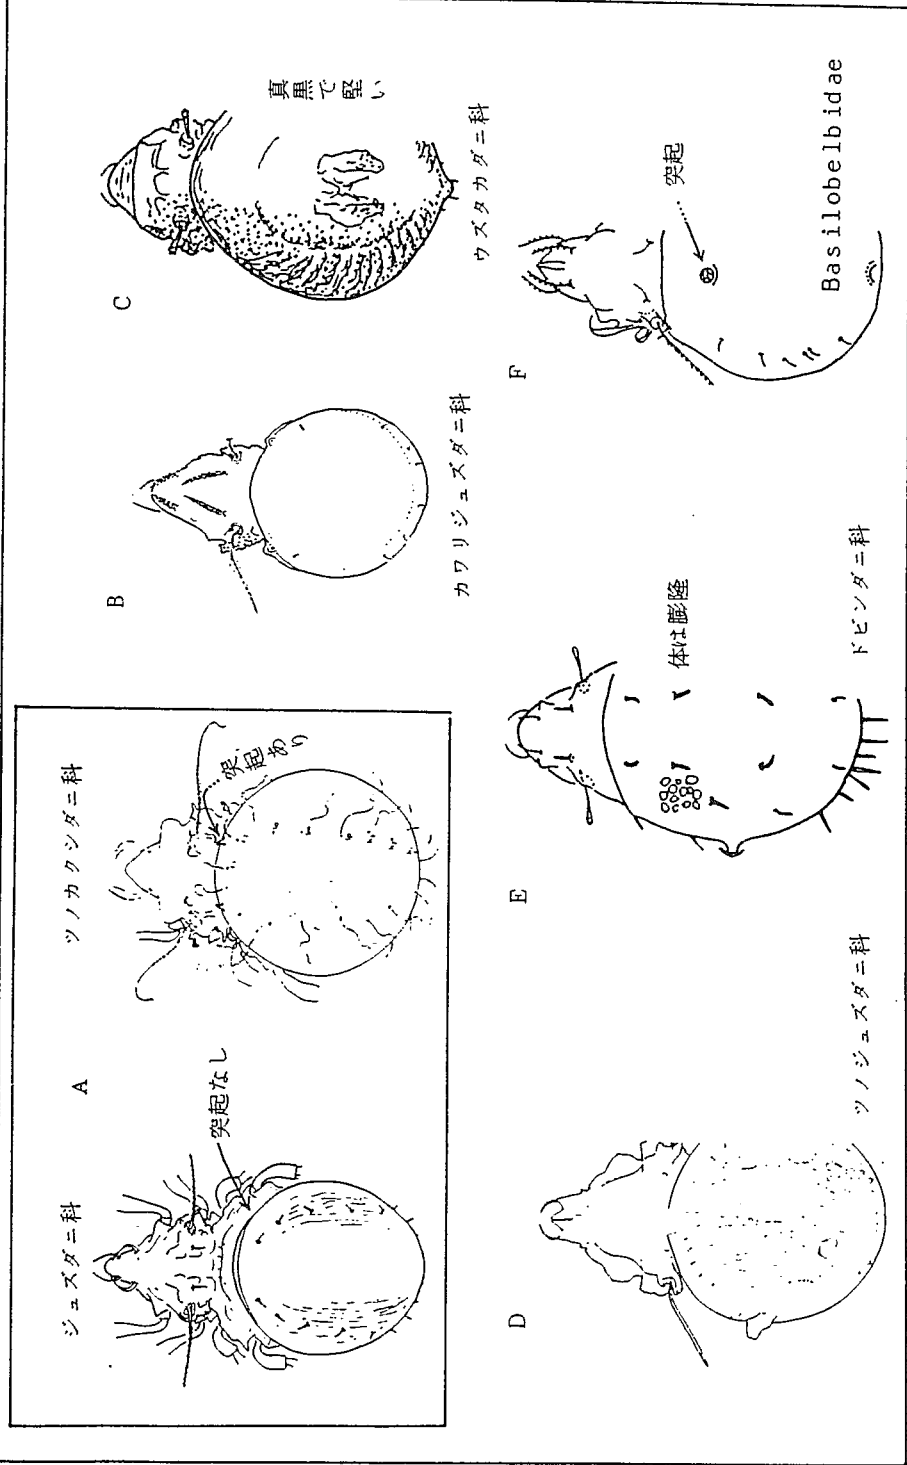 A
ジュズダニ科
突起なし
ツノカクシダニ科
突起あり
B
カワリジュズダニ科
C
真黒で堅い
ウズタカダニ科
D
ツノジュズダニ科
E
体は膨隆
ドビンダニ科
F
突起
Basilobelbidae